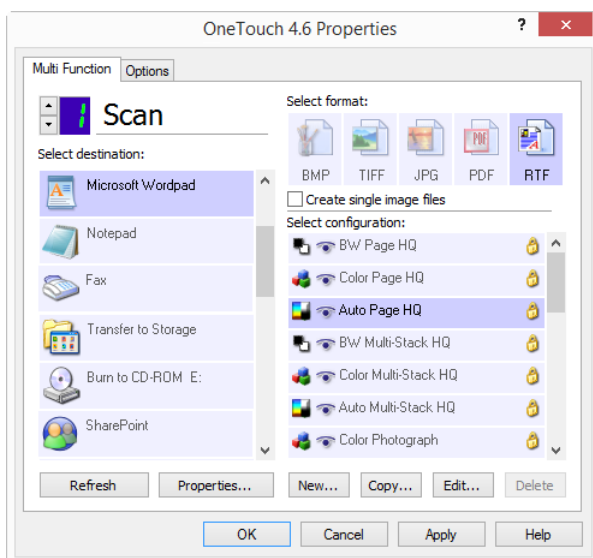 OneTouch 4.6 Properties
?
×
Multi Function
Options
1
Scan
Select destination:
Microsoft Wordpad
Notepad
Fax
Transfer to Storage
Burn to CD-ROM E:
SharePoint
Select format:
BMP
TIFF
JPG
PDF
PDF
RTF
Create single image files
Select configuration:
BW Page HQ
Color Page HQ
Auto Page HQ
BW Multi-Stack HQ
Color Multi-Stack HQ
Auto Multi-Stack HQ
Color Photograph
Refresh
Properties...
New...
Copy...
Edit...
Delete
OK
Cancel
Apply
Help